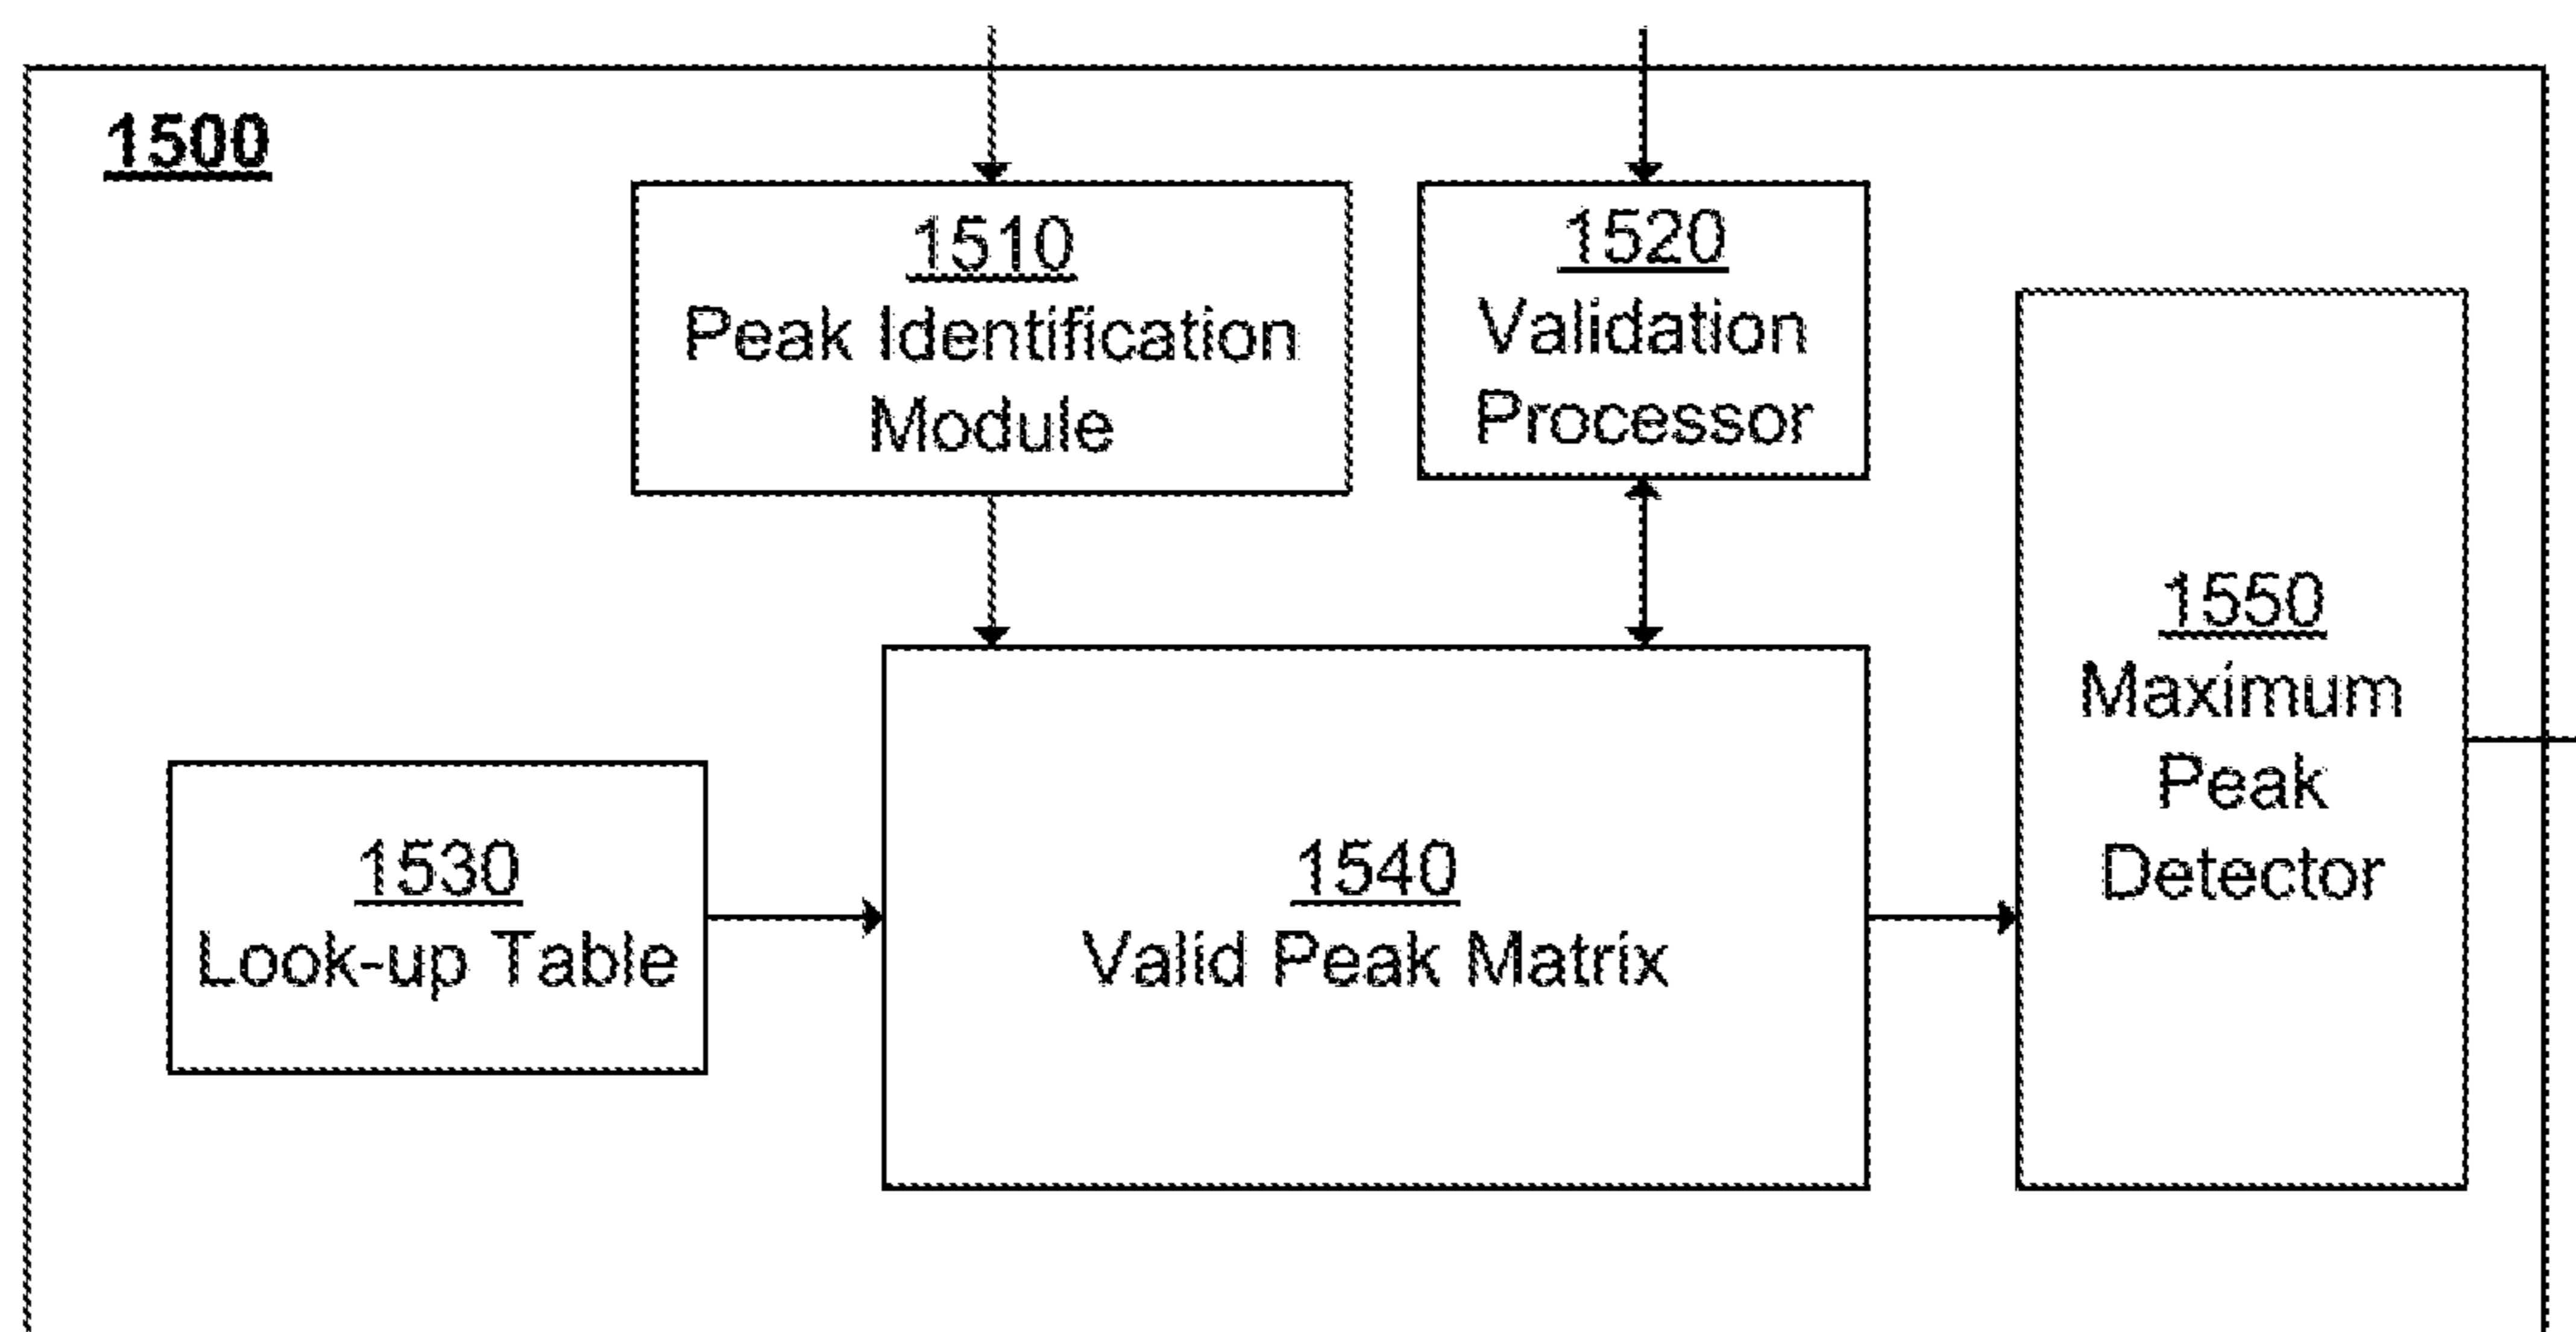 1500
1510
Peak Identification
Module
1520
Validation
Processor
1530
Look-up Table
1540
Valid Peak Matrix
1550
Maximum
Peak
Detector